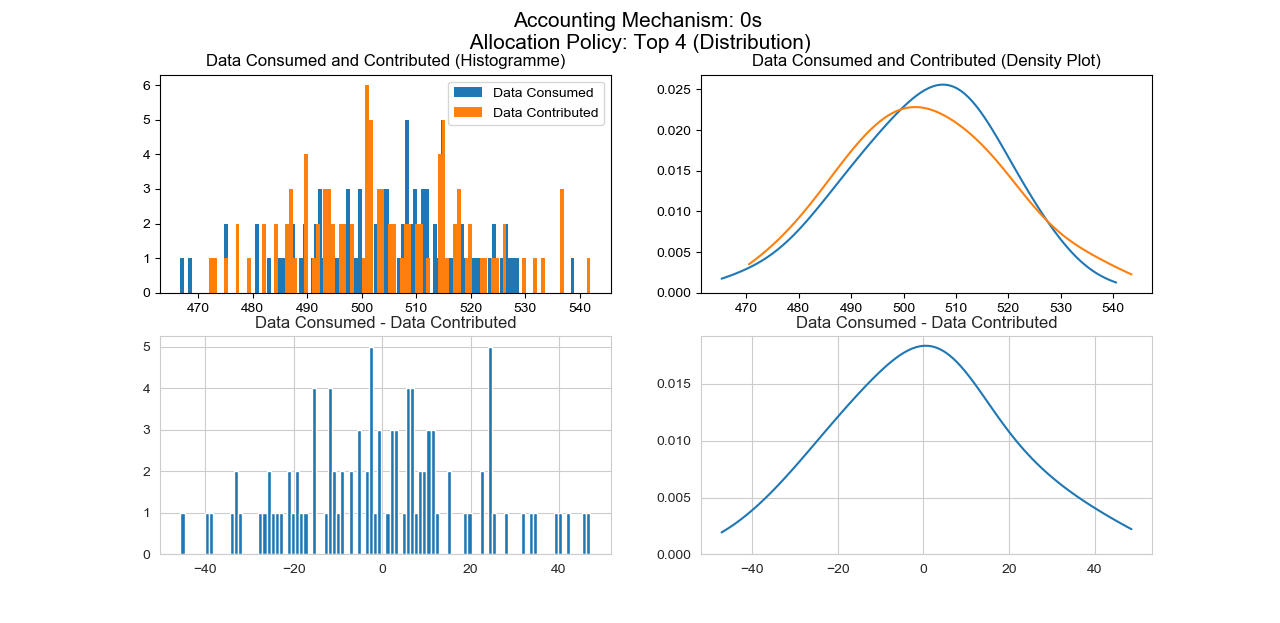 Accounting Mechanism: 0s
Allocation Policy: Top 4 (Distribution)
Data Consumed and Contributed (Histogramme)
6
5
4
3
2
1
0
Data Consumed
Data Contributed
470 480 490 500 510 520 530 540
Data Consumed and Contributed (Density Plot)
0.025
0.020
0.015
0.010
0.005
0.000
470 480 490 500 510 520 530 540
Data Consumed - Data Contributed
5
4
3
2
1
0
−40 −20 0 20 40
Data Consumed - Data Contributed
0.015
0.010
0.005
0.000
−40 −20 0 20 40